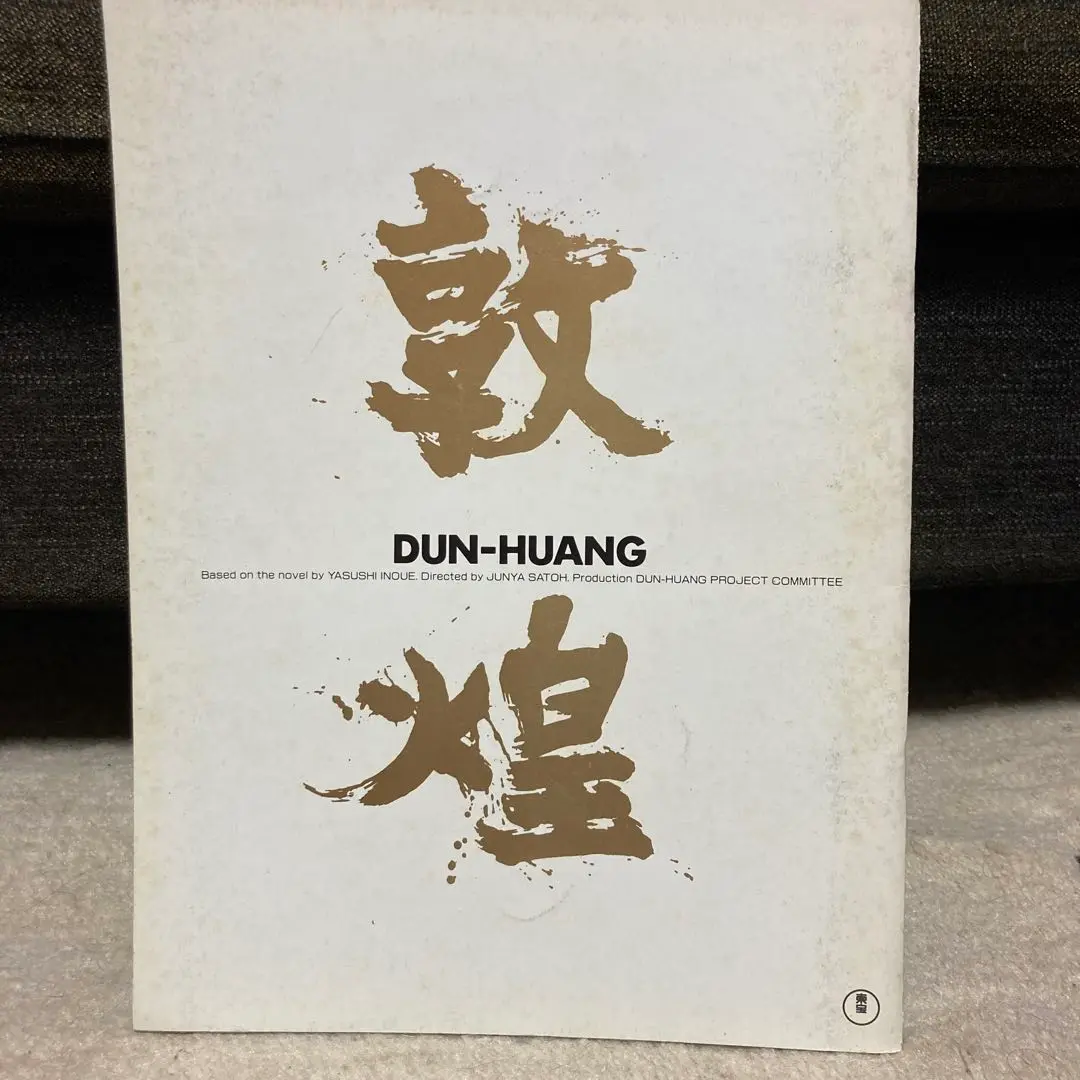 敦
DUN-HUANG
Based on the novel by YASUSHI INOUE. Directed by JUNYA SATOH. Production DUN-HUANG PROJECT COMMITTEE
煌
東宝